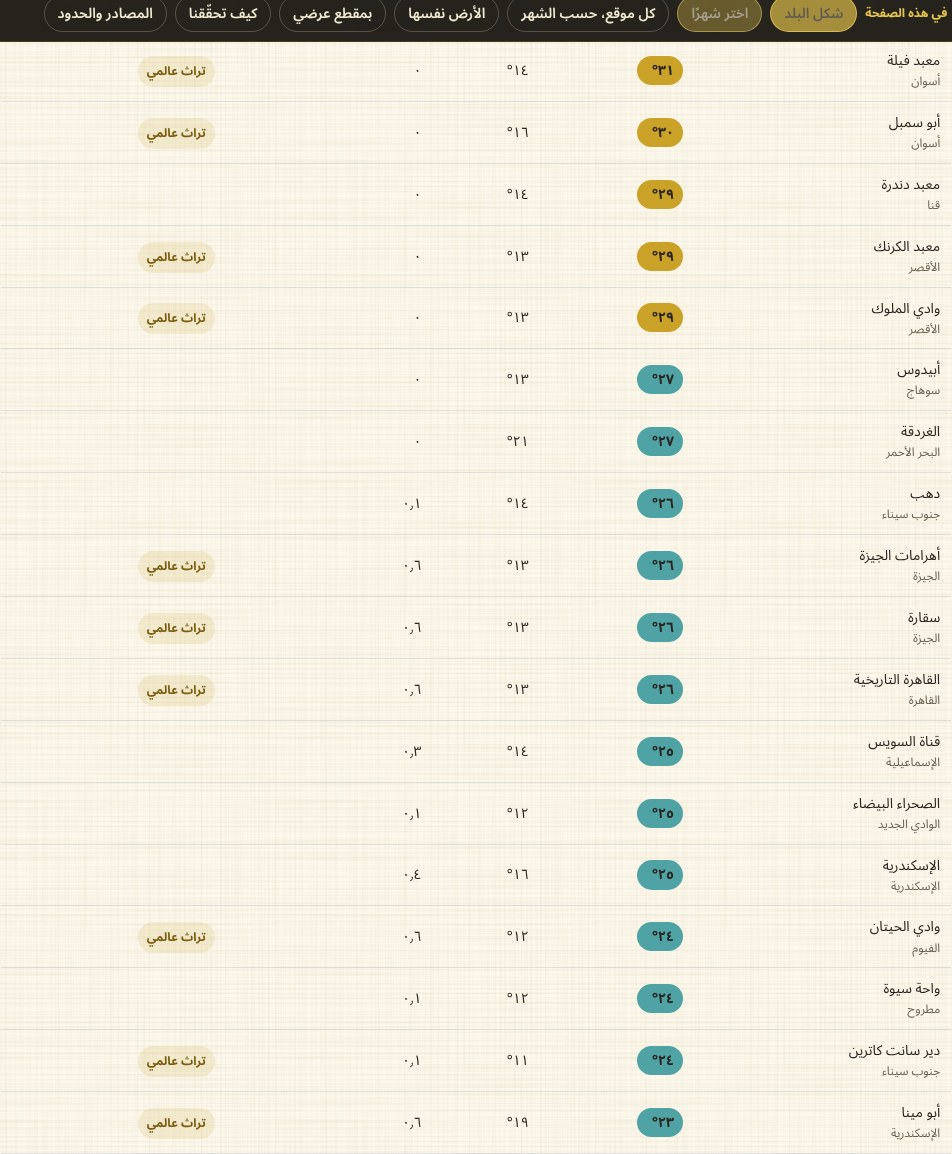 في هذه الصفحة شكل البلد اختر شهرًا كل موقع، حسب الشهر الأرض نفسها بمقطع عرضي كيف تحقّقنا المصادر والحدود
معبد فيلة
أسوان
٣١° ١٤° ٠ تراث عالمي
أبو سمبل
أسوان
٣٠° ١٦° ٠ تراث عالمي
معبد دندرة
قنا
٢٩° ١٤° ٠
معبد الكرنك
الأقصر
٢٩° ١٣° ٠ تراث عالمي
وادي الملوك
الأقصر
٢٩° ١٣° ٠ تراث عالمي
أبيدوس
سوهاج
٢٧° ١٣° ٠
الغردقة
البحر الأحمر
٢٧° ٢١° ٠
دهب
جنوب سيناء
٢٦° ١٤° ٠٫١
أهرامات الجيزة
الجيزة
٢٦° ١٣° ٠٫٦ تراث عالمي
سقارة
الجيزة
٢٦° ١٣° ٠٫٦ تراث عالمي
القاهرة التاريخية
القاهرة
٢٦° ١٣° ٠٫٦ تراث عالمي
قناة السويس
الإسماعيلية
٢٥° ١٤° ٠٫٣
الصحراء البيضاء
الوادي الجديد
٢٥° ١٢° ٠٫١
الإسكندرية
الإسكندرية
٢٥° ١٦° ٠٫٤
وادي الحيتان
الفيوم
٢٤° ١٢° ٠٫٦ تراث عالمي
واحة سيوة
مطروح
٢٤° ١٢° ٠٫١
دير سانت كاترين
جنوب سيناء
٢٤° ١١° ٠٫١ تراث عالمي
أبو مينا
الإسكندرية
٢٣° ١٩° ٠٫٦ تراث عالمي